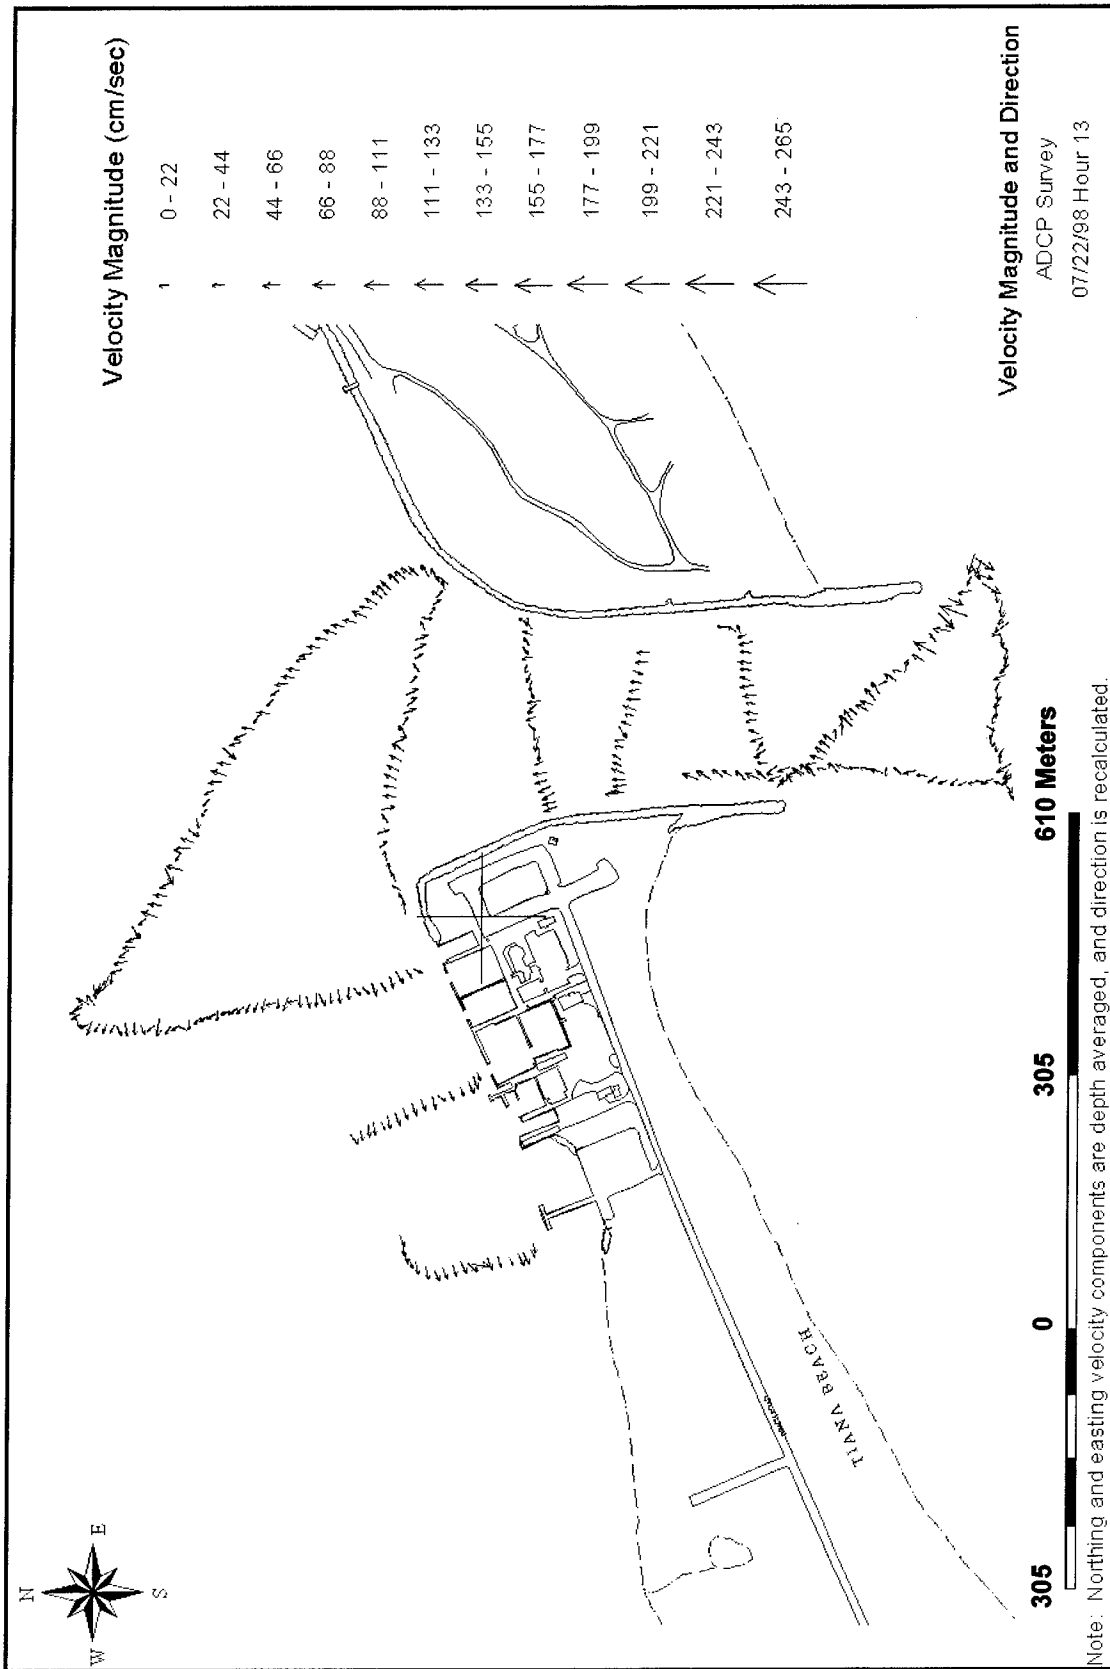 N
W
E
S
Velocity Magnitude (cm/sec)
0 - 22
22 - 44
44 - 66
66 - 88
88 - 111
111 - 133
133 - 155
155 - 177
177 - 199
199 - 221
221 - 243
243 - 265
TIANA BEACH
305
0
305
610 Meters
Velocity Magnitude and Direction
ADCP Survey
07/22/98 Hour 13
Note: Northing and easting velocity components are depth averaged, and direction is recalculated.